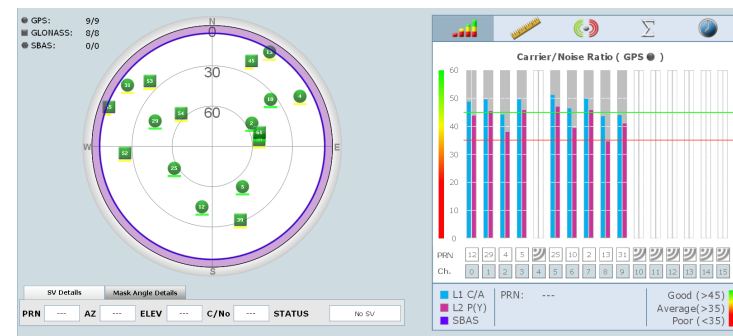 GPS: 9/9
GLONASS: 8/8
SBAS: 0/0
N
0
30
60
W
E
S
45
4
10
53
31
29
54
2
61
52
25
5
12
39
SV Details
Mask Angle Details
PRN --- AZ --- ELEV --- C/No --- STATUS No SV
Σ
Carrier/Noise Ratio ( GPS )
60
50
40
30
20
10
0
PRN 12 29 4 5 25 10 2 13 31
Ch. 0 1 2 3 4 5 6 7 8 9 10 11 12 13 14 15
L1 C/A
L2 P(Y)
SBAS
PRN: ---
Good (>45)
Average(>35)
Poor (<35)